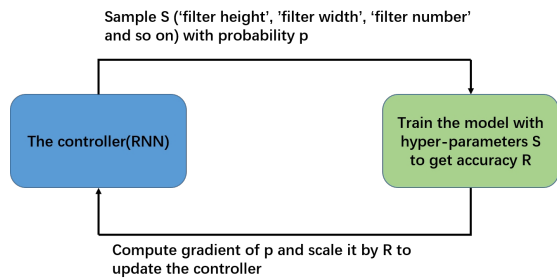 Sample S (‘filter height’, ’filter width’, ‘filter number’
and so on) with probability p
The controller(RNN)
Train the model with
hyper-parameters S
to get accuracy R
Compute gradient of p and scale it by R to
update the controller